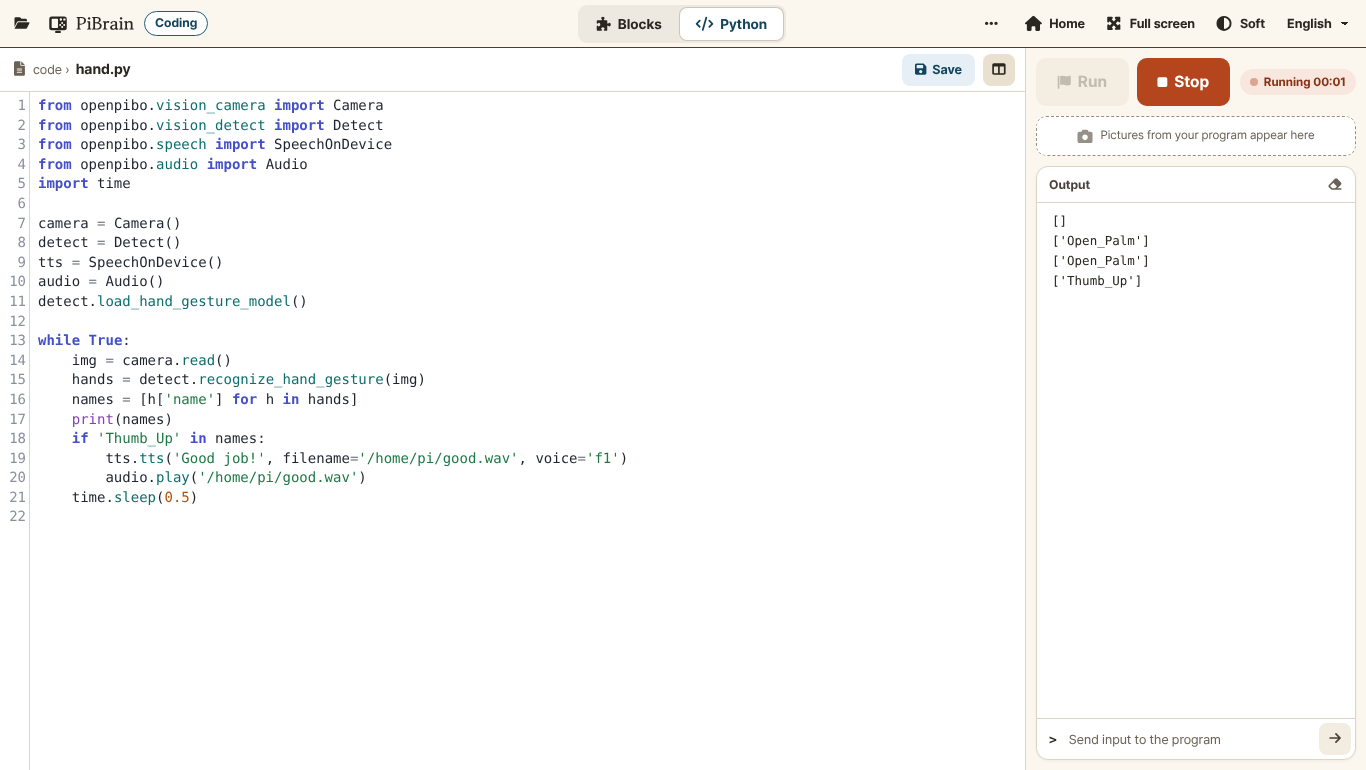 PiBrain
Coding
Blocks
Python
Home
Full screen
Soft
English
code › hand.py
Save
Run
Stop
Running 00:01
1 from openpibo.vision_camera import Camera
2 from openpibo.vision_detect import Detect
3 from openpibo.speech import SpeechOnDevice
4 from openpibo.audio import Audio
5 import time
6
7 camera = Camera()
8 detect = Detect()
9 tts = SpeechOnDevice()
10 audio = Audio()
11 detect.load_hand_gesture_model()
12
13 while True:
14     img = camera.read()
15     hands = detect.recognize_hand_gesture(img)
16     names = [h['name'] for h in hands]
17     print(names)
18     if 'Thumb_Up' in names:
19         tts.tts('Good job!', filename='/home/pi/good.wav', voice='f1')
20         audio.play('/home/pi/good.wav')
21     time.sleep(0.5)
22
Pictures from your program appear here
Output
[]
['Open_Palm']
['Open_Palm']
['Thumb_Up']
> Send input to the program